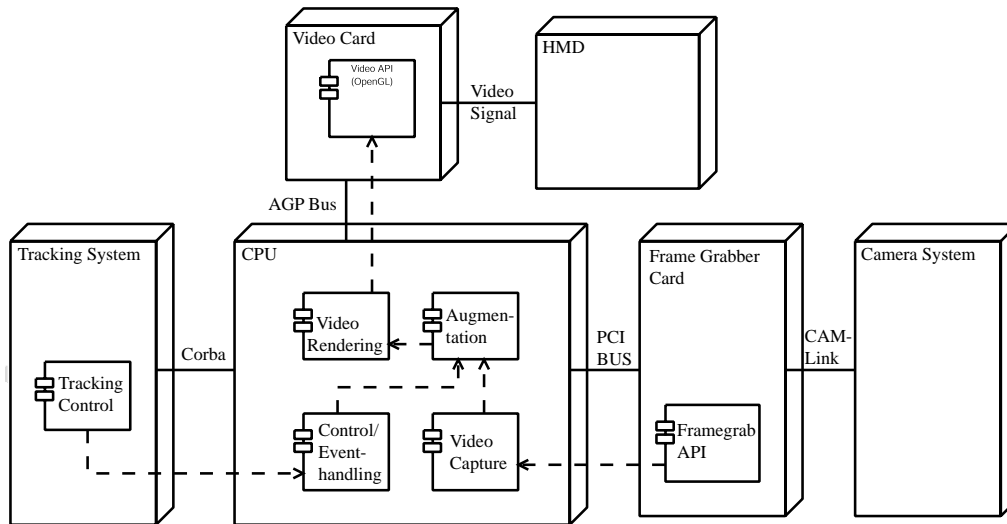 Video Card
Video API
(OpenGL)
Video
Signal
HMD
AGP Bus
Tracking System
Tracking
Control
Corba
CPU
Video
Rendering
Augmen-
tation
Control/
Event-
handling
Video
Capture
PCI
BUS
Frame Grabber
Card
Framegrab
API
CAM-
Link
Camera System